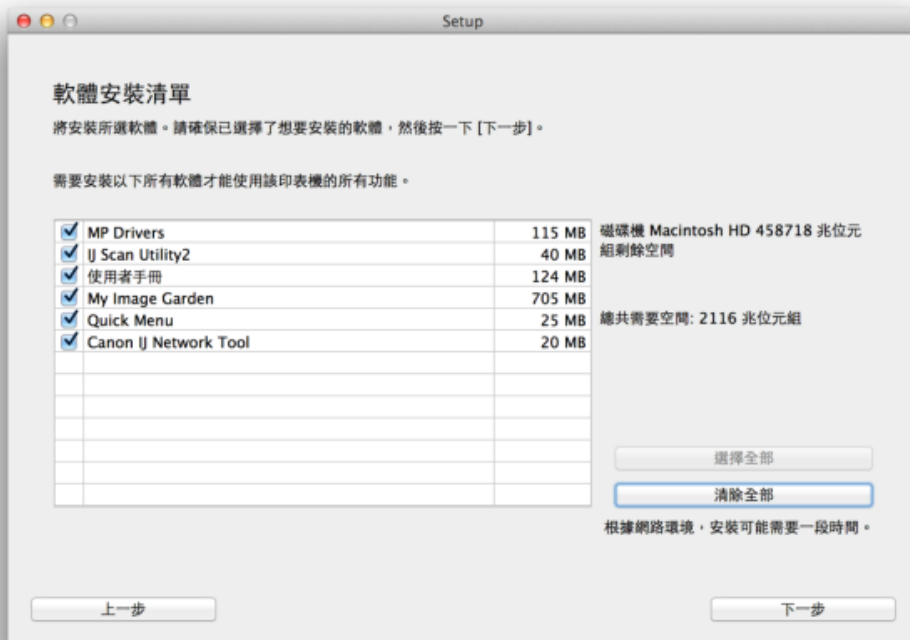 Setup
軟體安裝清單
將安裝所選軟體。請確保已選擇了想要安裝的軟體，然後按一下 [下一步]。
需要安裝以下所有軟體才能使用該印表機的所有功能。
MP Drivers 115 MB
IJ Scan Utility2 40 MB
使用者手冊 124 MB
My Image Garden 705 MB
Quick Menu 25 MB
Canon IJ Network Tool 20 MB
磁碟機 Macintosh HD 458718 兆位元
組剩餘空間
總共需要空間: 2116 兆位元組
選擇全部
清除全部
根據網路環境，安裝可能需要一段時間。
上一步
下一步